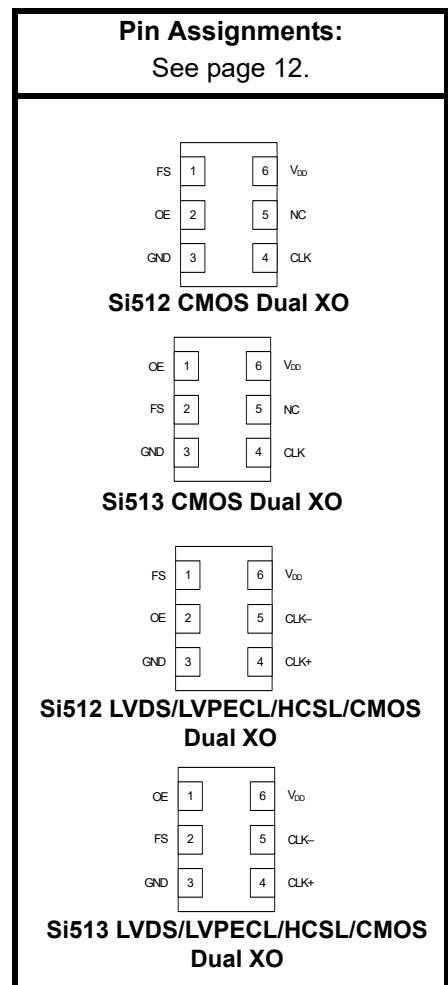 Pin Assignments:
See page 12.
FS 1 6 VDD
OE 2 5 NC
GND 3 4 CLK
Si512 CMOS Dual XO
OE 1 6 VDD
FS 2 5 NC
GND 3 4 CLK
Si513 CMOS Dual XO
FS 1 6 VDD
OE 2 5 CLK–
GND 3 4 CLK+
Si512 LVDS/LVPECL/HCSL/CMOS
Dual XO
OE 1 6 VDD
FS 2 5 CLK–
GND 3 4 CLK+
Si513 LVDS/LVPECL/HCSL/CMOS
Dual XO